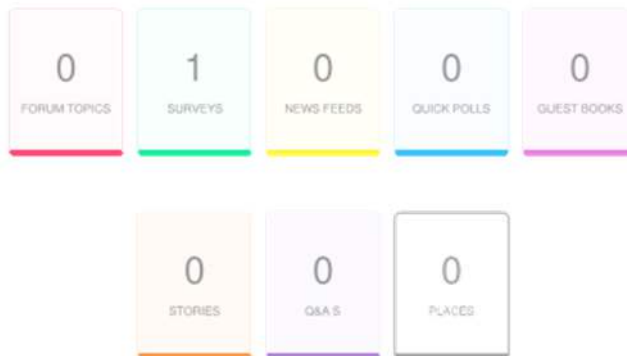 0 1 0 0 0
FORUM TOPICS SURVEYS NEWS FEEDS QUICK POLLS GUEST BOOKS
0 0 0
STORIES Q&A S PLACES